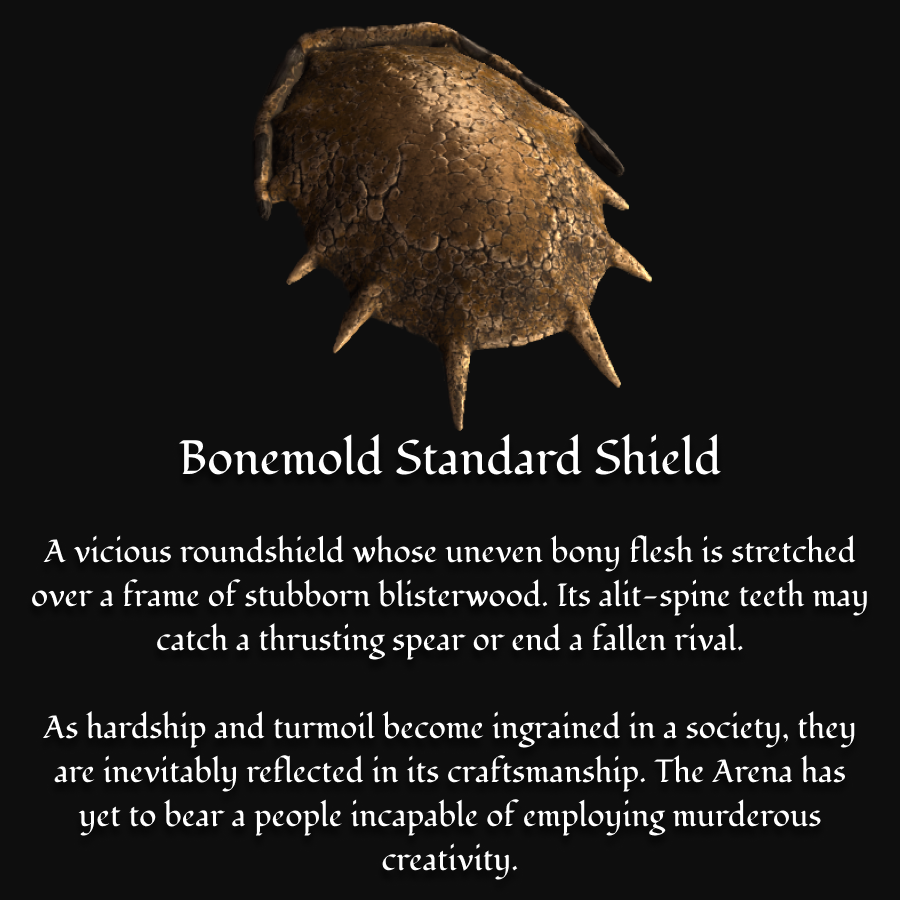 Bonemold Standard Shield
A vicious roundshield whose uneven bony flesh is stretched
over a frame of stubborn blisterwood. Its alit-spine teeth may
catch a thrusting spear or end a fallen rival.
As hardship and turmoil become ingrained in a society, they
are inevitably reflected in its craftsmanship. The Arena has
yet to bear a people incapable of employing murderous
creativity.